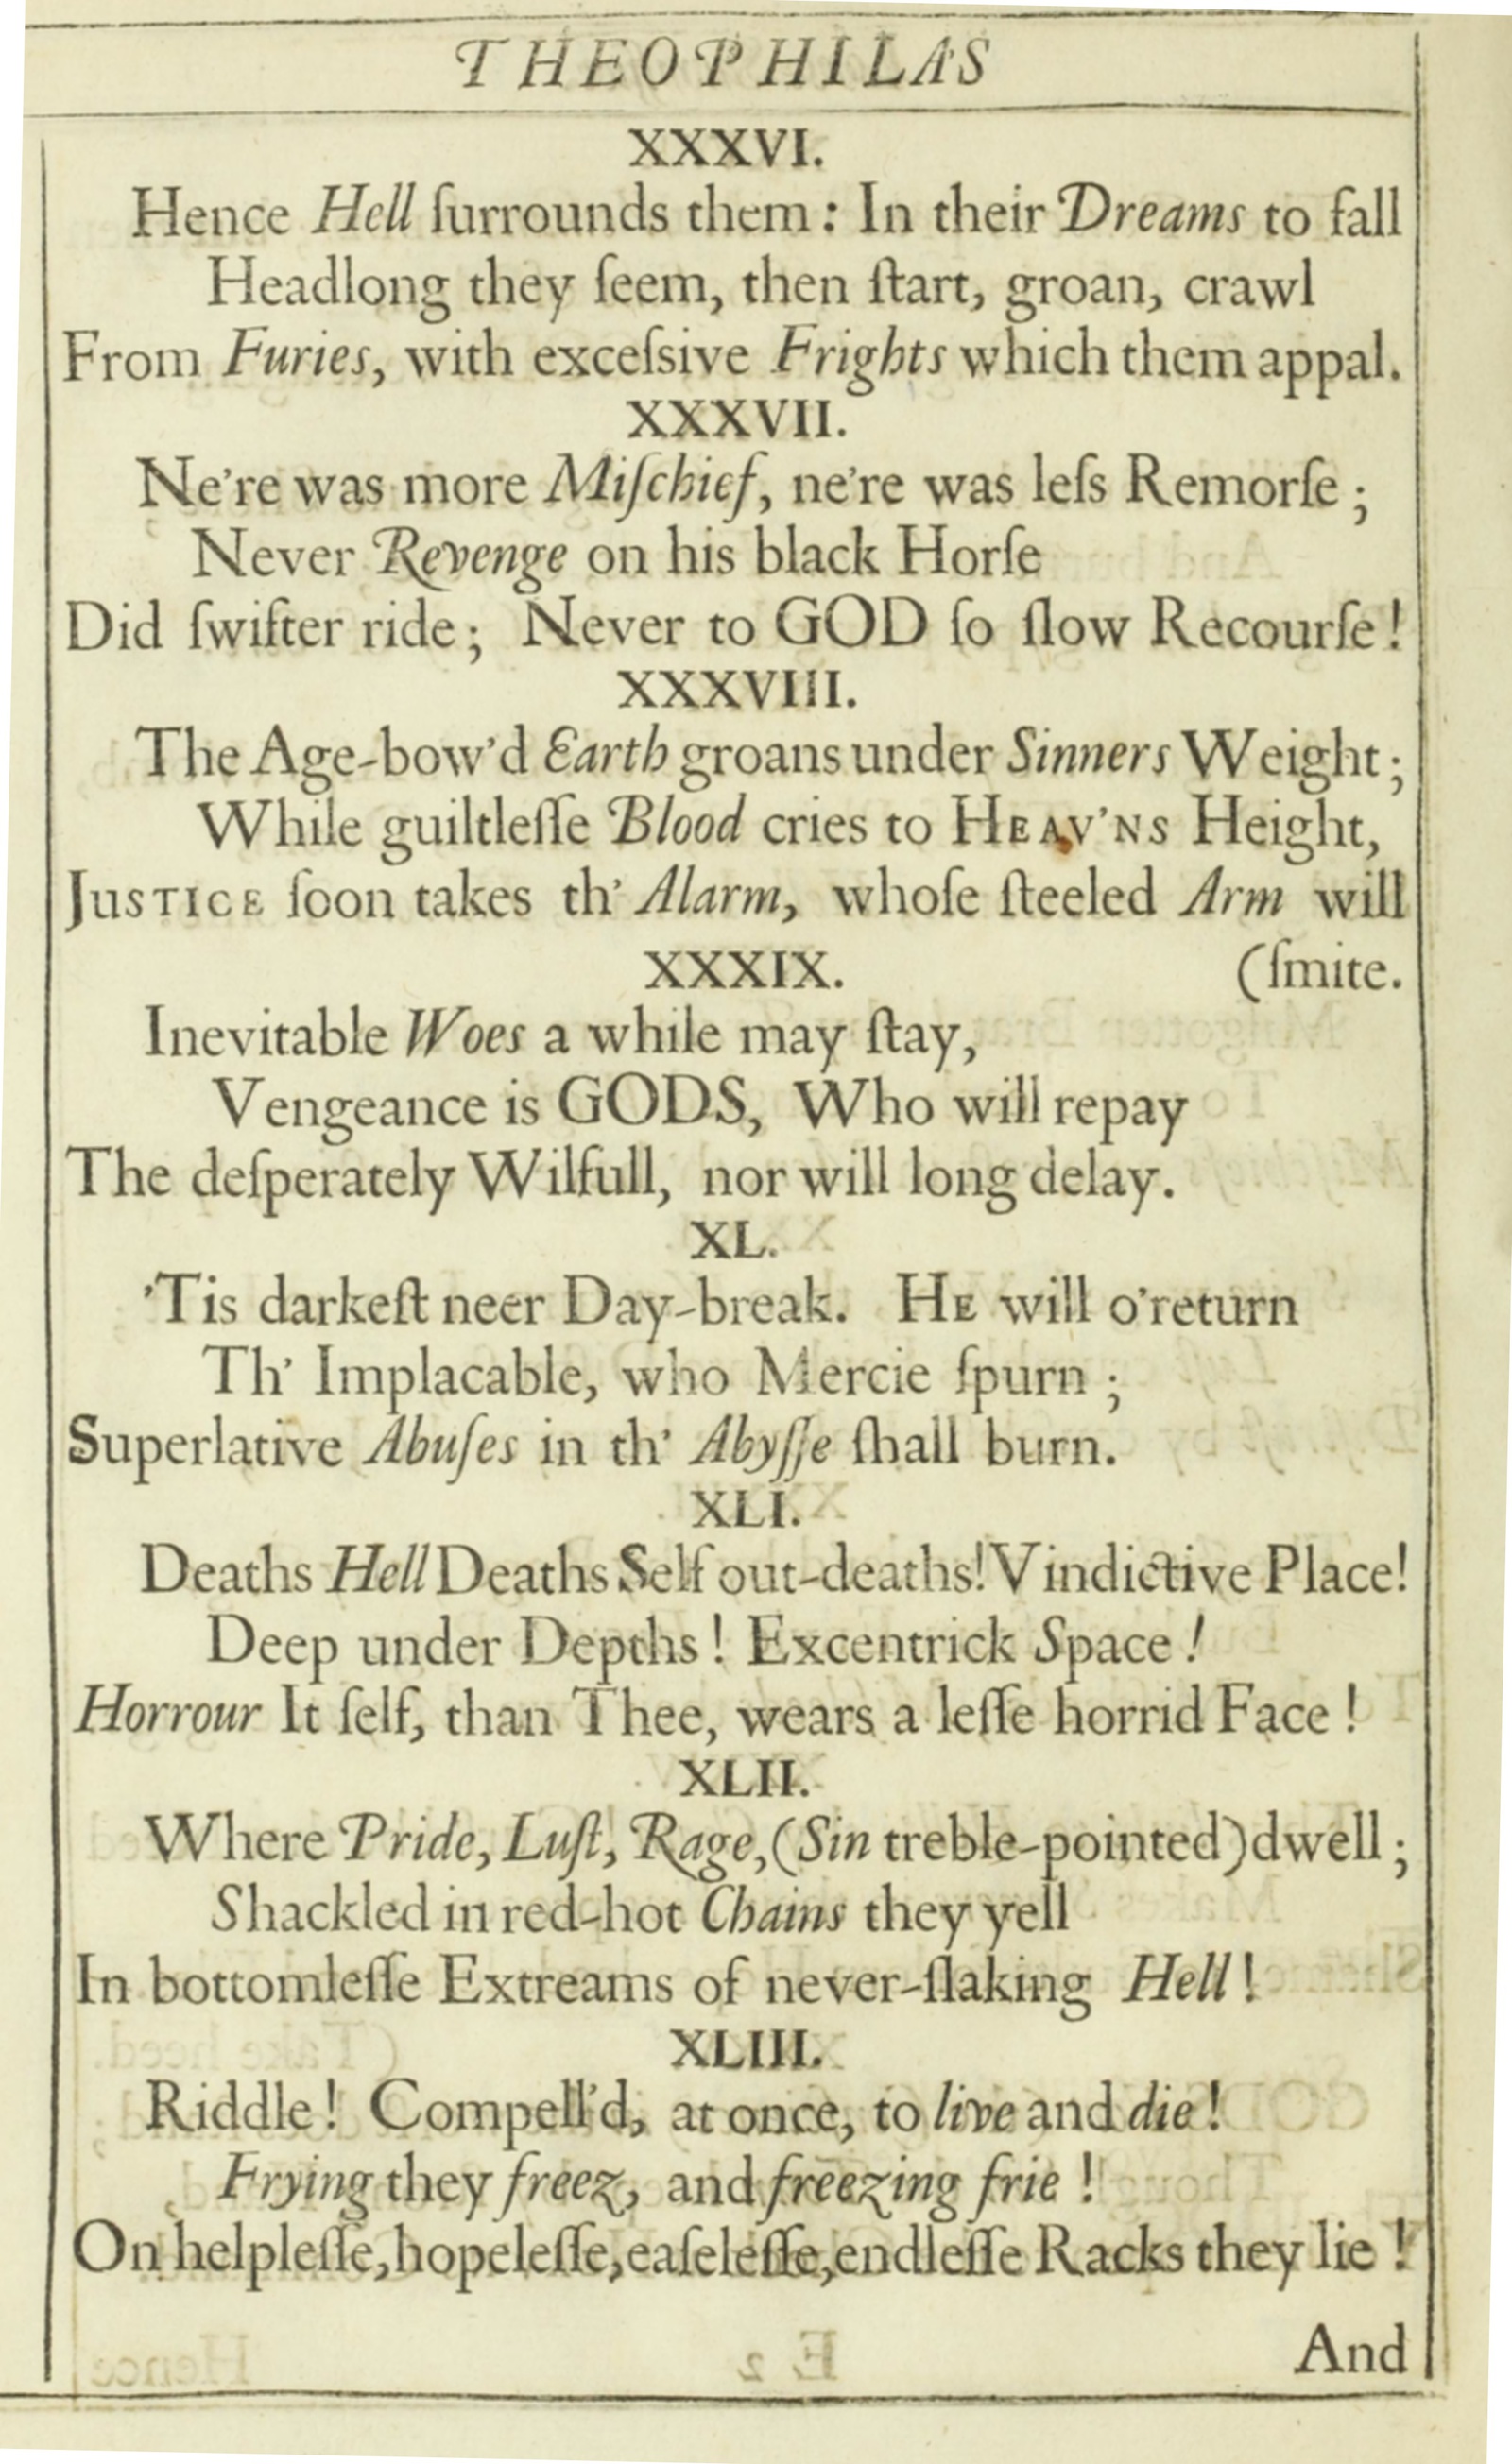 THEOPHILAS
XXXVI.
Hence Hell ſurrounds them: In their Dreams to fall
Headlong they ſeem, then ſtart, groan, crawl
From Furies, with exceſsive Frights which them appal.
XXXVII.
Ne're was more Miſchief, ne're was leſs Remorſe;
Never Revenge on his black Horſe
Did ſwifter ride; Never to GOD ſo ſlow Recourſe!
XXXVIII.
The Age-bow'd Earth groans under Sinners Weight;
While guiltleſſe Blood cries to HEAV'NS Height,
JUSTICE ſoon takes th' Alarm, whoſe ſteeled Arm will
XXXIX. (ſmite.
Inevitable Woes a while may ſtay,
Vengeance is GODS, Who will repay
The deſperately Wilfull, nor will long delay.
XL.
'Tis darkeſt neer Day-break. HE will o'return
Th' Implacable, who Mercie ſpurn;
Superlative Abuſes in th' Abyſſe ſhall burn.
XLI.
Deaths Hell Deaths Self out-deaths! Vindictive Place!
Deep under Depths! Excentrick Space!
Horrour It ſelf, than Thee, wears a leſſe horrid Face!
XLII.
Where Pride, Luſt, Rage, (Sin treble-pointed) dwell;
Shackled in red-hot Chains they yell
In bottomleſſe Extreams of never-ſlaking Hell!
XLIII.
Riddle! Compell'd, at once, to live and die!
Frying they freez, and freezing frie!
On helpleſſe, hopeleſſe, eaſeleſſe, endleſſe Racks they lie!
And